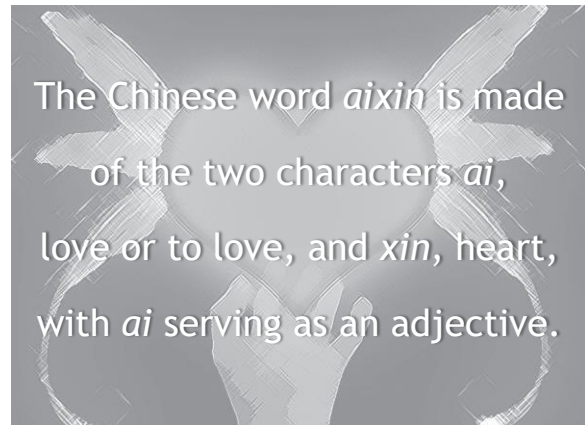 The Chinese word aixin is made
of the two characters ai,
love or to love, and xin, heart,
with ai serving as an adjective.